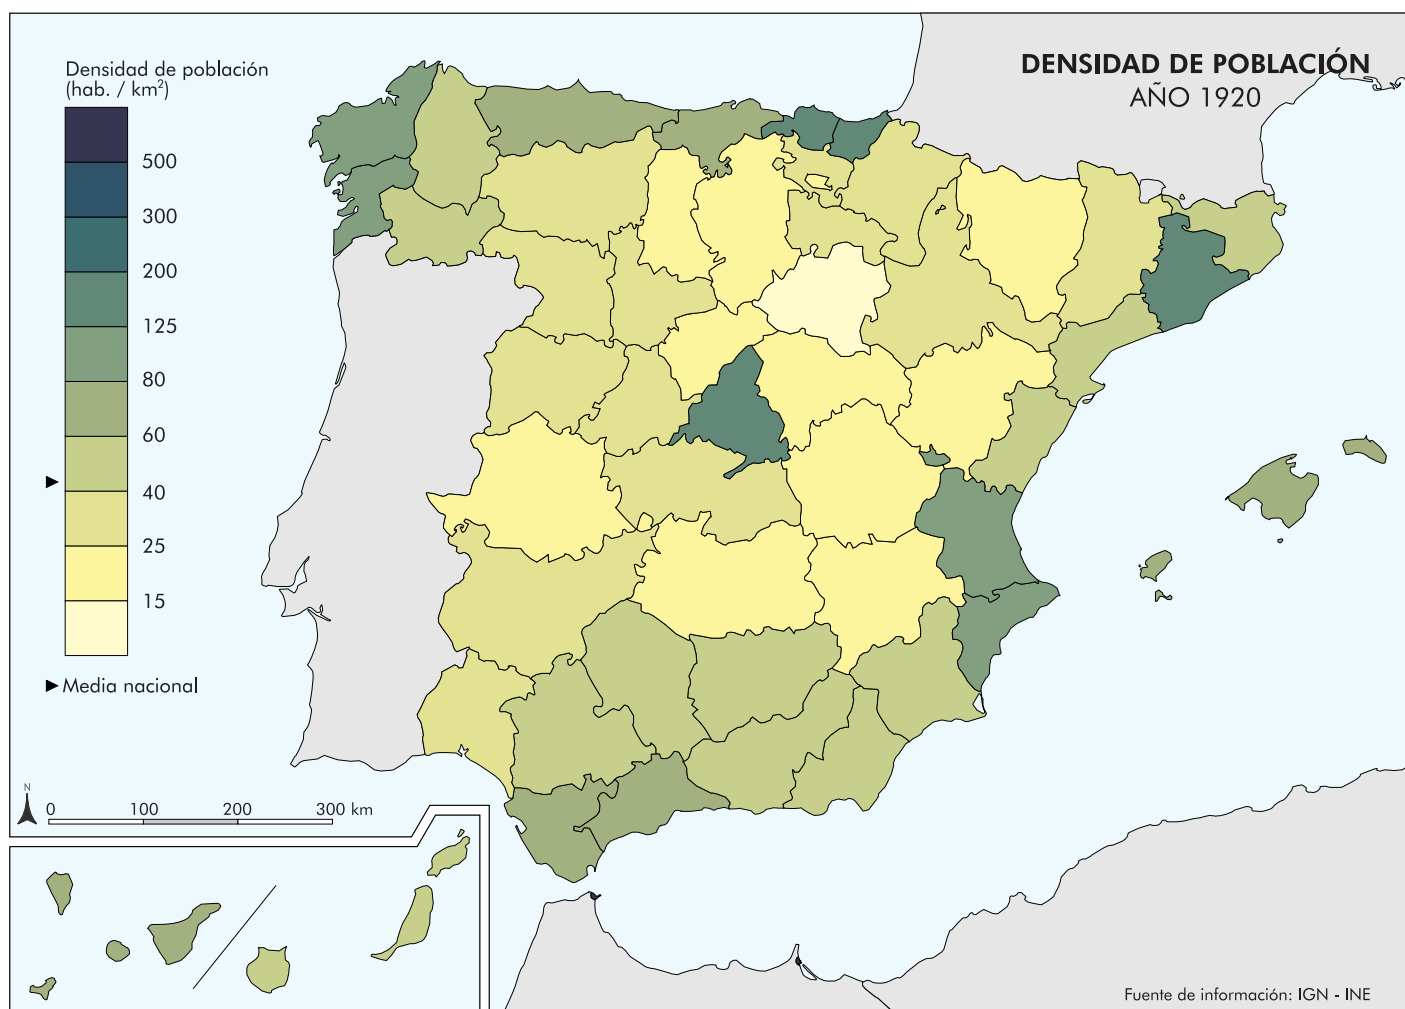 DENSIDAD DE POBLACIÓN
AÑO 1920
Densidad de población
(hab. / km²)
500
300
200
125
80
60
40
25
15
►Media nacional
N
0 100 200 300 km
Fuente de información: IGN - INE